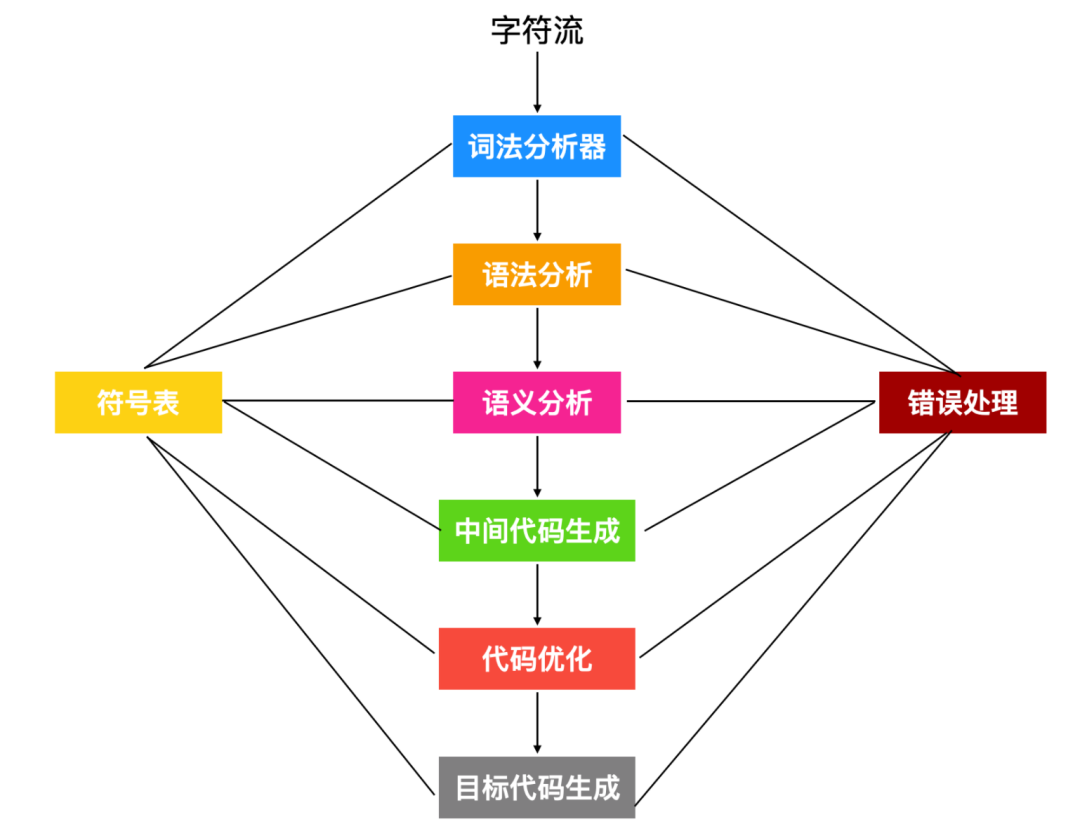 字符流
词法分析器
语法分析
符号表
语义分析
错误处理
中间代码生成
代码优化
目标代码生成